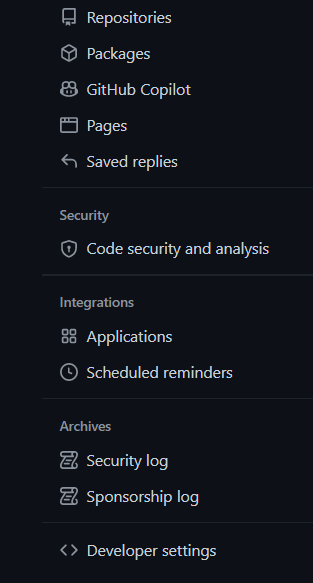 Repositories
Packages
GitHub Copilot
Pages
Saved replies
Security
Code security and analysis
Integrations
Applications
Scheduled reminders
Archives
Security log
Sponsorship log
Developer settings